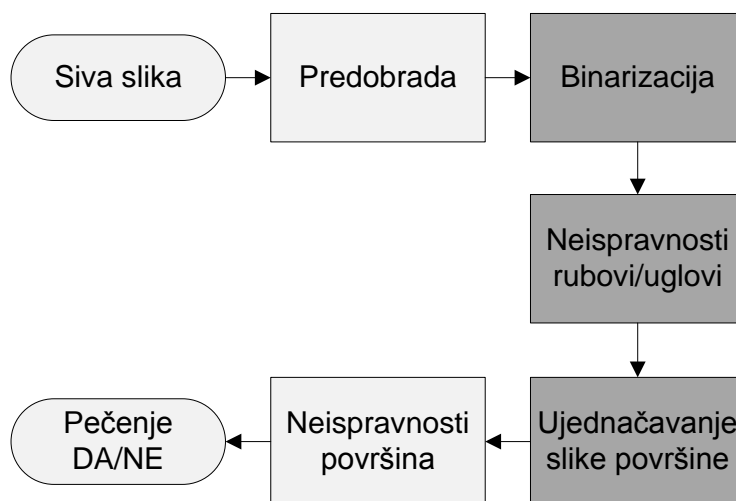 Siva slika
Predobrada
Binarizacija
Neispravnosti
rubovi/uglovi
Ujednačavanje
slike površine
Neispravnosti
površina
Pečenje
DA/NE